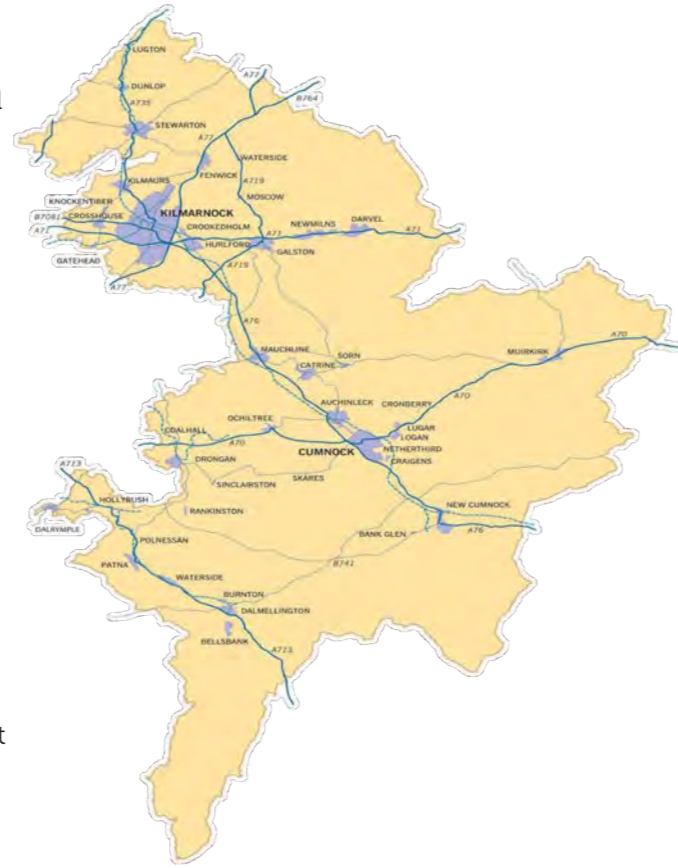 LUGTON
DUNLOP
A735
STEWARTON
A77
B764
A77
WATERSIDE
FENWICK
A719
KILMAURS
MOSCOW
KNOCKENTIBER
KILMARNOCK
B7081
CROSSHOUSE
CROOKEDHOLM
NEWMILNS
DARVEL
A71
A71
A71
HURLFORD
GALSTON
GATEHEAD
A719
A77
A76
MAUCHLINE
SORN
MUIRKIRK
A70
CATRINE
A70
AUCHINLECK
CRONBERRY
OCHILTREE
LUGAR
COALHALL
LOGAN
A70
CUMNOCK
NETHERTHIRD
DRONGAN
CRAIGENS
A713
SKARES
SINCLAIRSTON
HOLLYBUSH
NEW CUMNOCK
RANKINSTON
DALRYMPLE
A76
BANK GLEN
POLNESSAN
B741
PATNA
WATERSIDE
BURNTON
DALMELLINGTON
BELLSBANK
A713
t